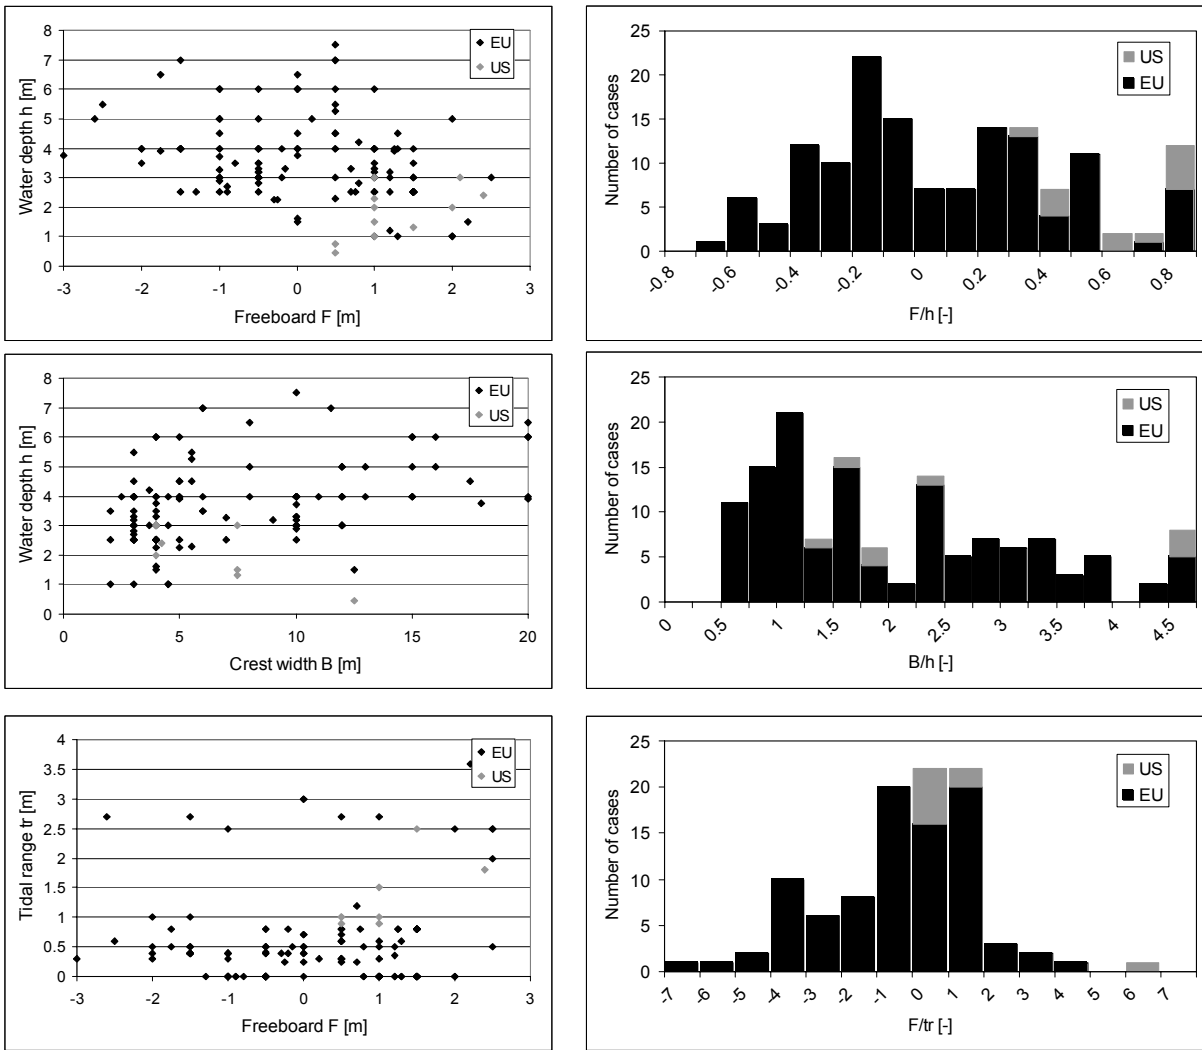 8
7
6
5
4
3
2
1
0
Water depth h [m]
EU
US
-3 -2 -1 0 1 2 3
Freeboard F [m]
25
20
15
10
5
0
Number of cases
US
EU
-0.8 -0.6 -0.4 -0.2 0 0.2 0.4 0.6 0.8
F/h [-]
8
7
6
5
4
3
2
1
0
Water depth h [m]
EU
US
0 5 10 15 20
Crest width B [m]
25
20
15
10
5
0
Number of cases
US
EU
0 0.5 1 1.5 2 2.5 3 3.5 4 4.5
B/h [-]
4
3.5
3
2.5
2
1.5
1
0.5
0
Tidal range tr [m]
EU
US
-3 -2 -1 0 1 2 3
Freeboard F [m]
25
20
15
10
5
0
Number of cases
US
EU
-7 -6 -5 -4 -3 -2 -1 0 1 2 3 4 5 6 7
F/tr [-]